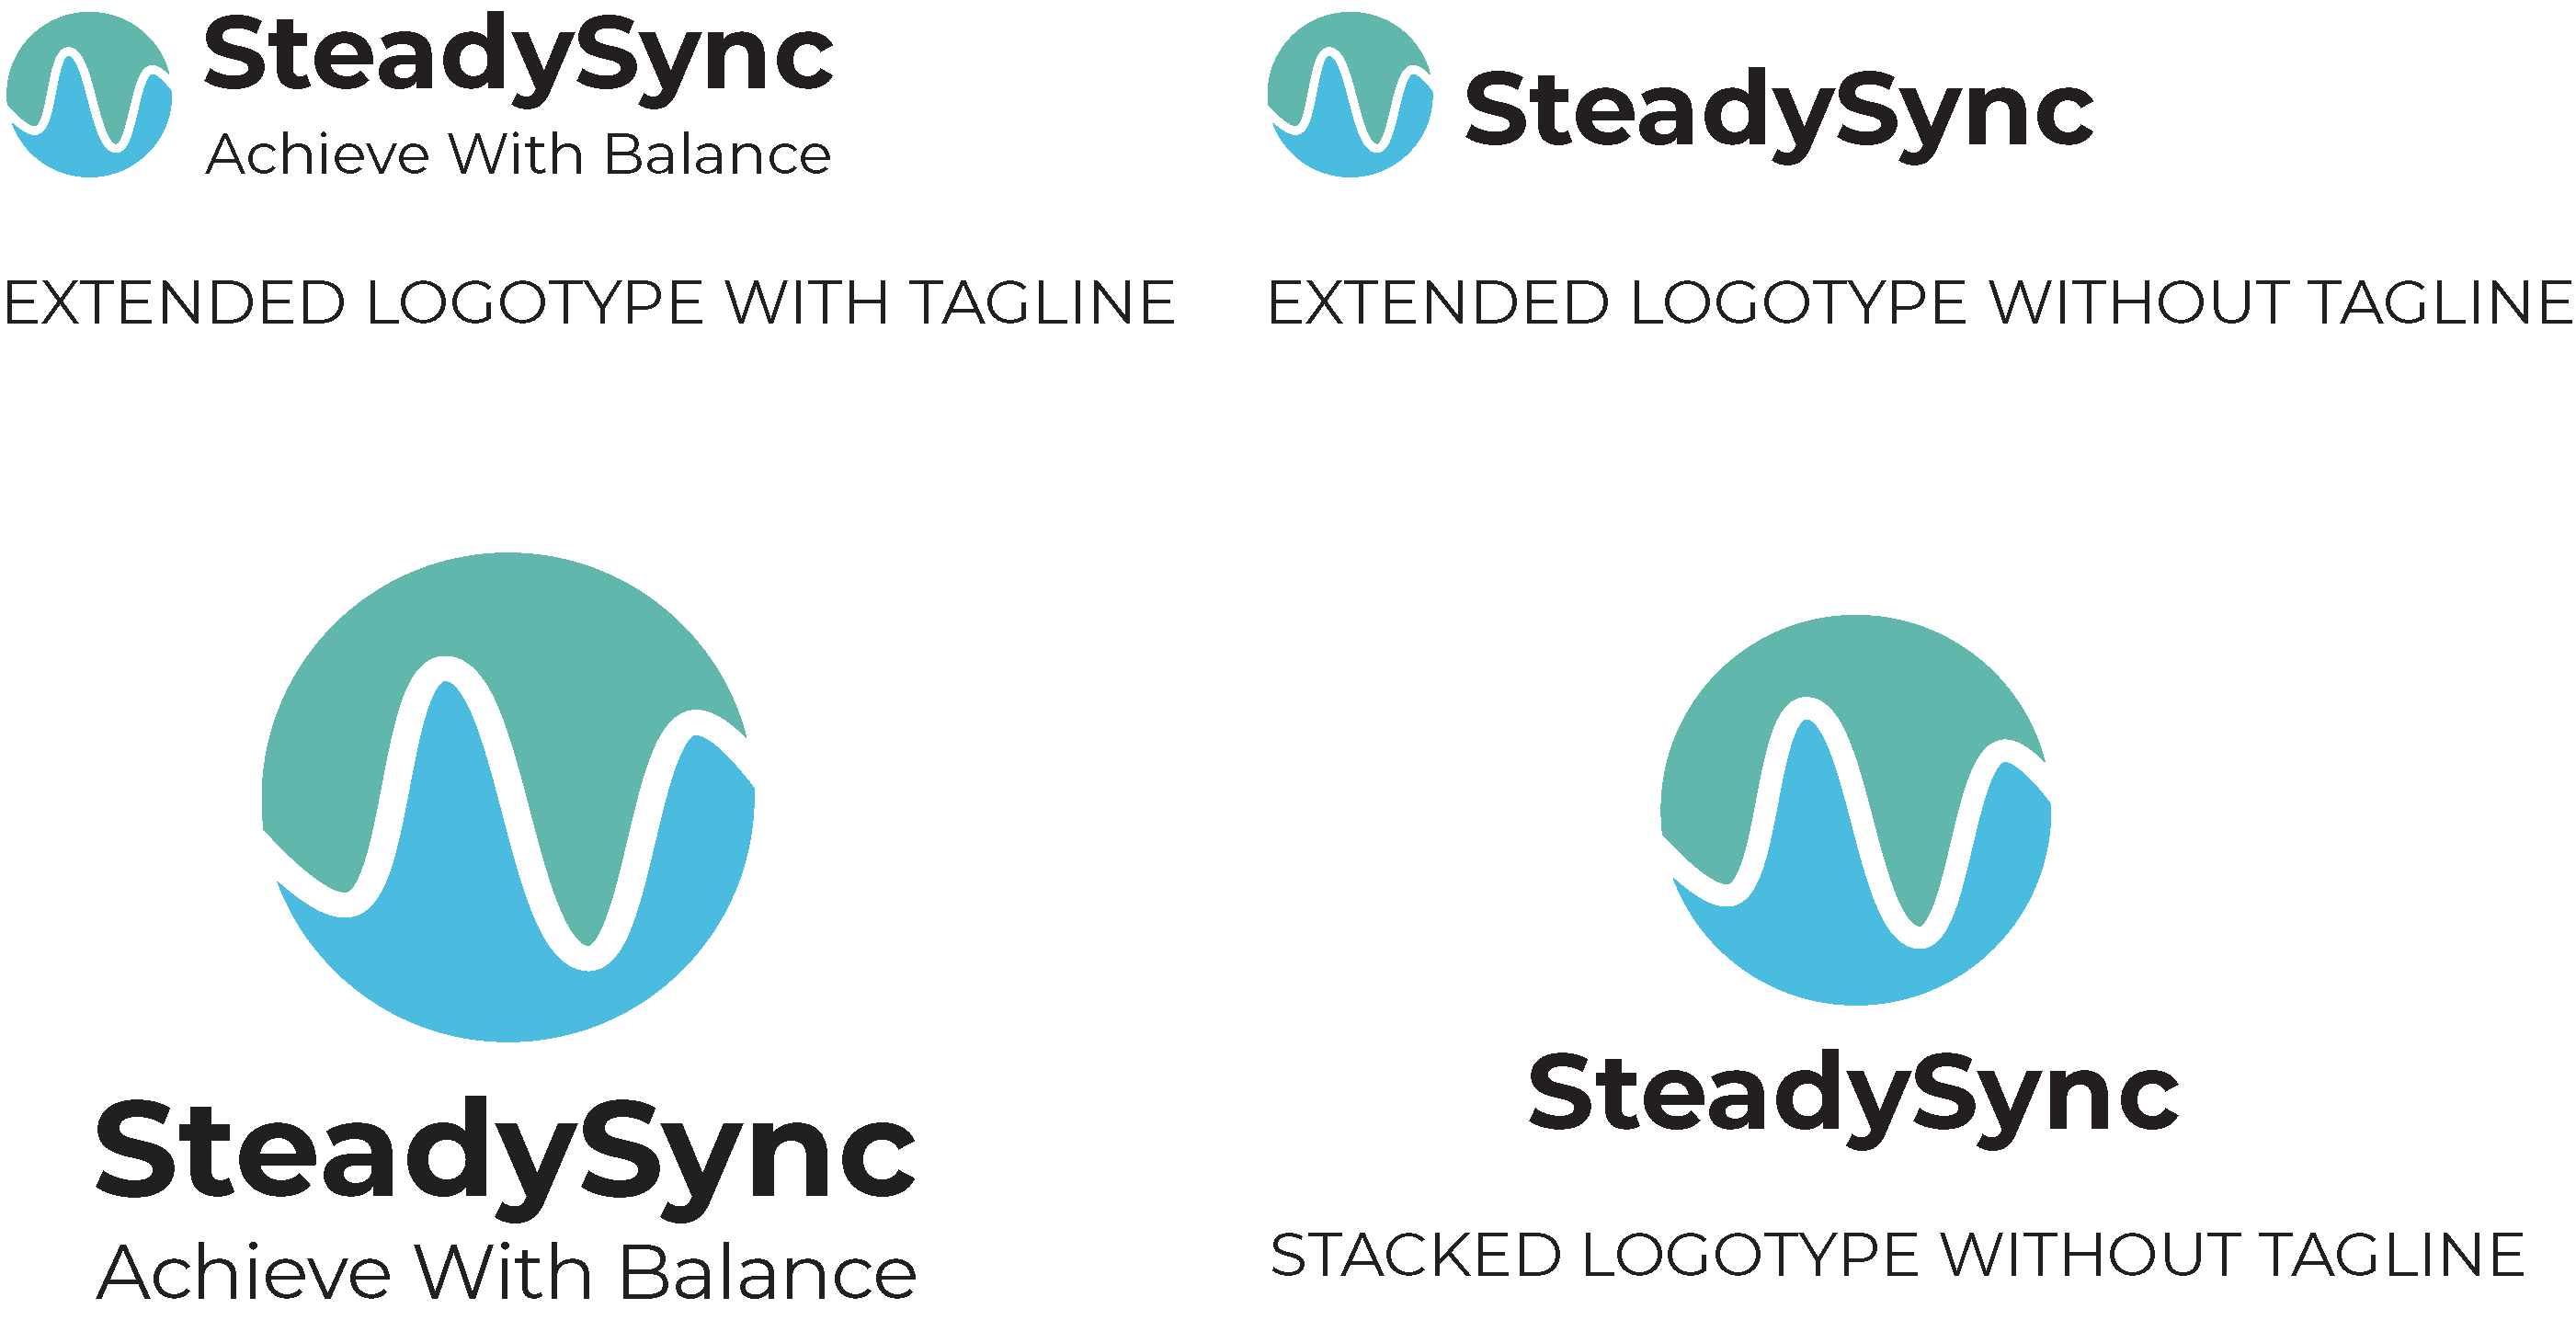 SteadySync
Achieve With Balance
EXTENDED LOGOTYPE WITH TAGLINE
SteadySync
EXTENDED LOGOTYPE WITHOUT TAGLINE
SteadySync
Achieve With Balance
SteadySync
STACKED LOGOTYPE WITHOUT TAGLINE